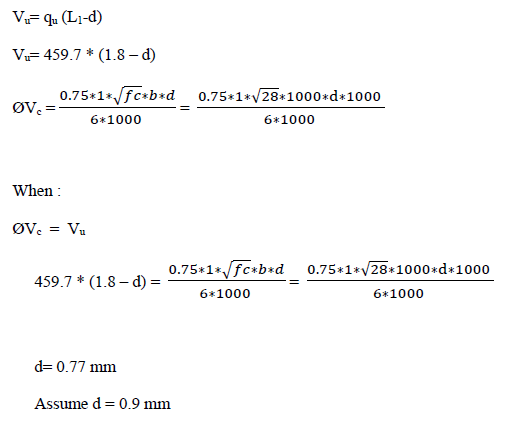 Vᵤ= qᵤ (L₁-d)
Vᵤ= 459.7 * (1.8 – d)
ØV꜀ = (0.75*1*√fc*b*d)/(6*1000) = (0.75*1*√28*1000*d*1000)/(6*1000)
When :
ØV꜀ = Vᵤ
459.7 * (1.8 – d) = (0.75*1*√fc*b*d)/(6*1000) = (0.75*1*√28*1000*d*1000)/(6*1000)
d= 0.77 mm
Assume d = 0.9 mm